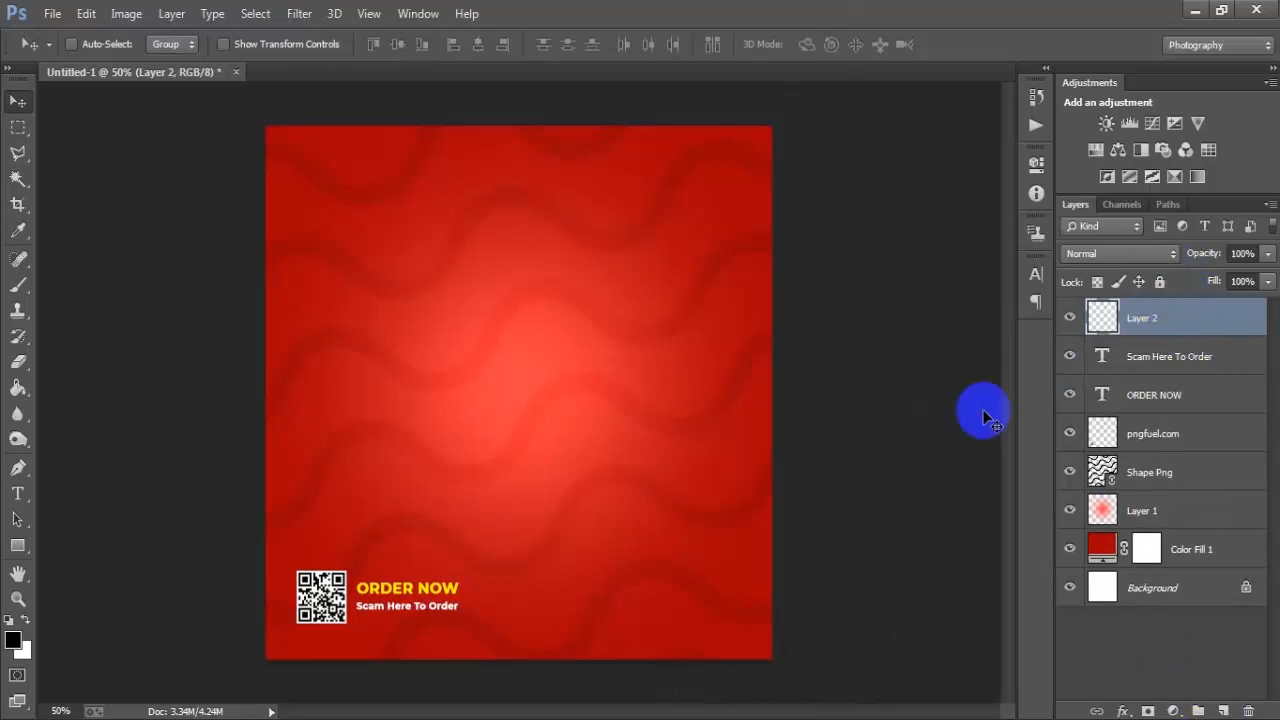 Ps File Edit Image Layer Type Select Filter 3D View Window Help
Auto-Select: Group Show Transform Controls 3D Mode: Photography
Untitled-1 @ 50% (Layer 2, RGB/8) * ×
Adjustments
Add an adjustment
Layers Channels Paths
Kind
Normal Opacity: 100%
Lock: Fill: 100%
Layer 2
Scam Here To Order
ORDER NOW
pngfuel.com
Shape Png
Layer 1
Color Fill 1
Background
ORDER NOW
Scam Here To Order
50% Doc: 3.34M/4.24M